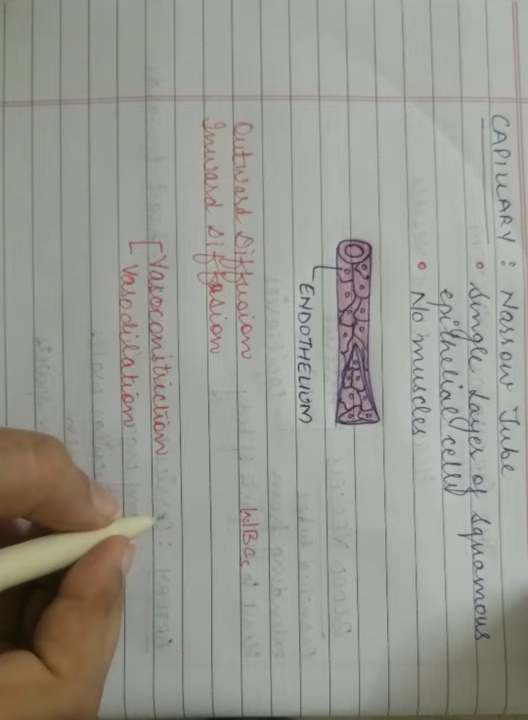 CAPILLARY : Narrow Tube
• Single layer of squamous
epithelial cells
• No muscles
ENDOTHELIUM
Outward Diffusion WBCs
Inward Diffusion
[ Vasoconstriction
Vasodilation